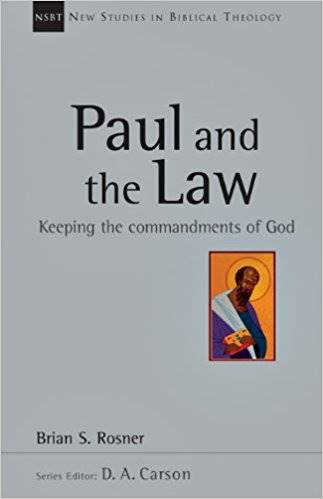 NSBT NEW STUDIES IN BIBLICAL THEOLOGY
Paul and
the Law
Keeping the commandments of God
Brian S. Rosner
Series Editor: D. A. Carson